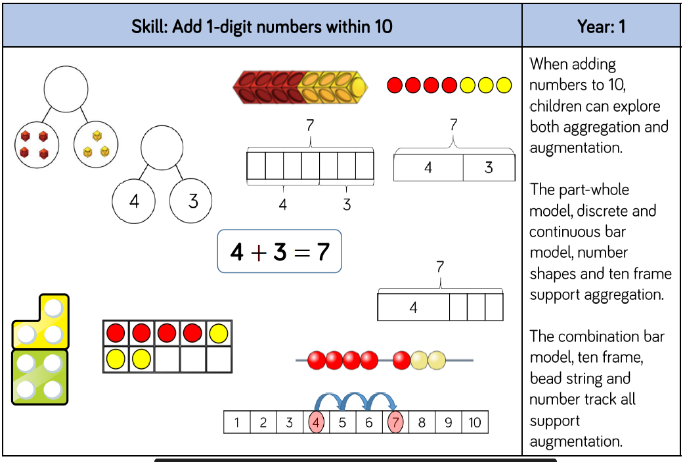 Skill: Add 1-digit numbers within 10
Year: 1
7
4
3
7
4 3
4 3
4 + 3 = 7
7
4
1 2 3 4 5 6 7 8 9 10
When adding
numbers to 10,
children can explore
both aggregation and
augmentation.
The part-whole
model, discrete and
continuous bar
model, number
shapes and ten frame
support aggregation.
The combination bar
model, ten frame,
bead string and
number track all
support
augmentation.